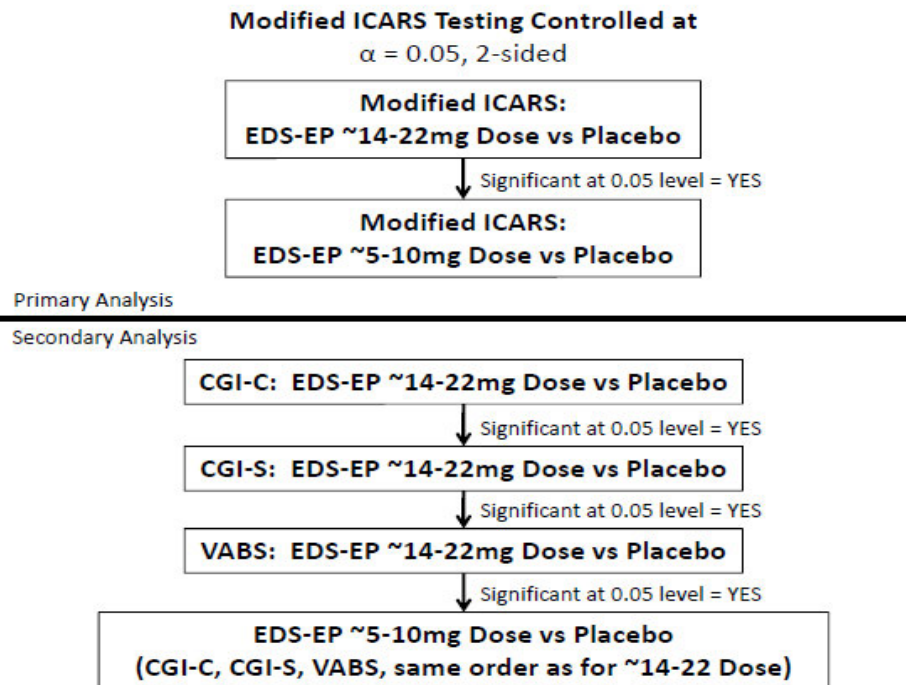 Modified ICARS Testing Controlled at
α = 0.05, 2-sided
Modified ICARS:
EDS-EP ~14-22mg Dose vs Placebo
Significant at 0.05 level = YES
Modified ICARS:
EDS-EP ~5-10mg Dose vs Placebo
Primary Analysis
Secondary Analysis
CGI-C: EDS-EP ~14-22mg Dose vs Placebo
Significant at 0.05 level = YES
CGI-S: EDS-EP ~14-22mg Dose vs Placebo
Significant at 0.05 level = YES
VABS: EDS-EP ~14-22mg Dose vs Placebo
Significant at 0.05 level = YES
EDS-EP ~5-10mg Dose vs Placebo
(CGI-C, CGI-S, VABS, same order as for ~14-22 Dose)